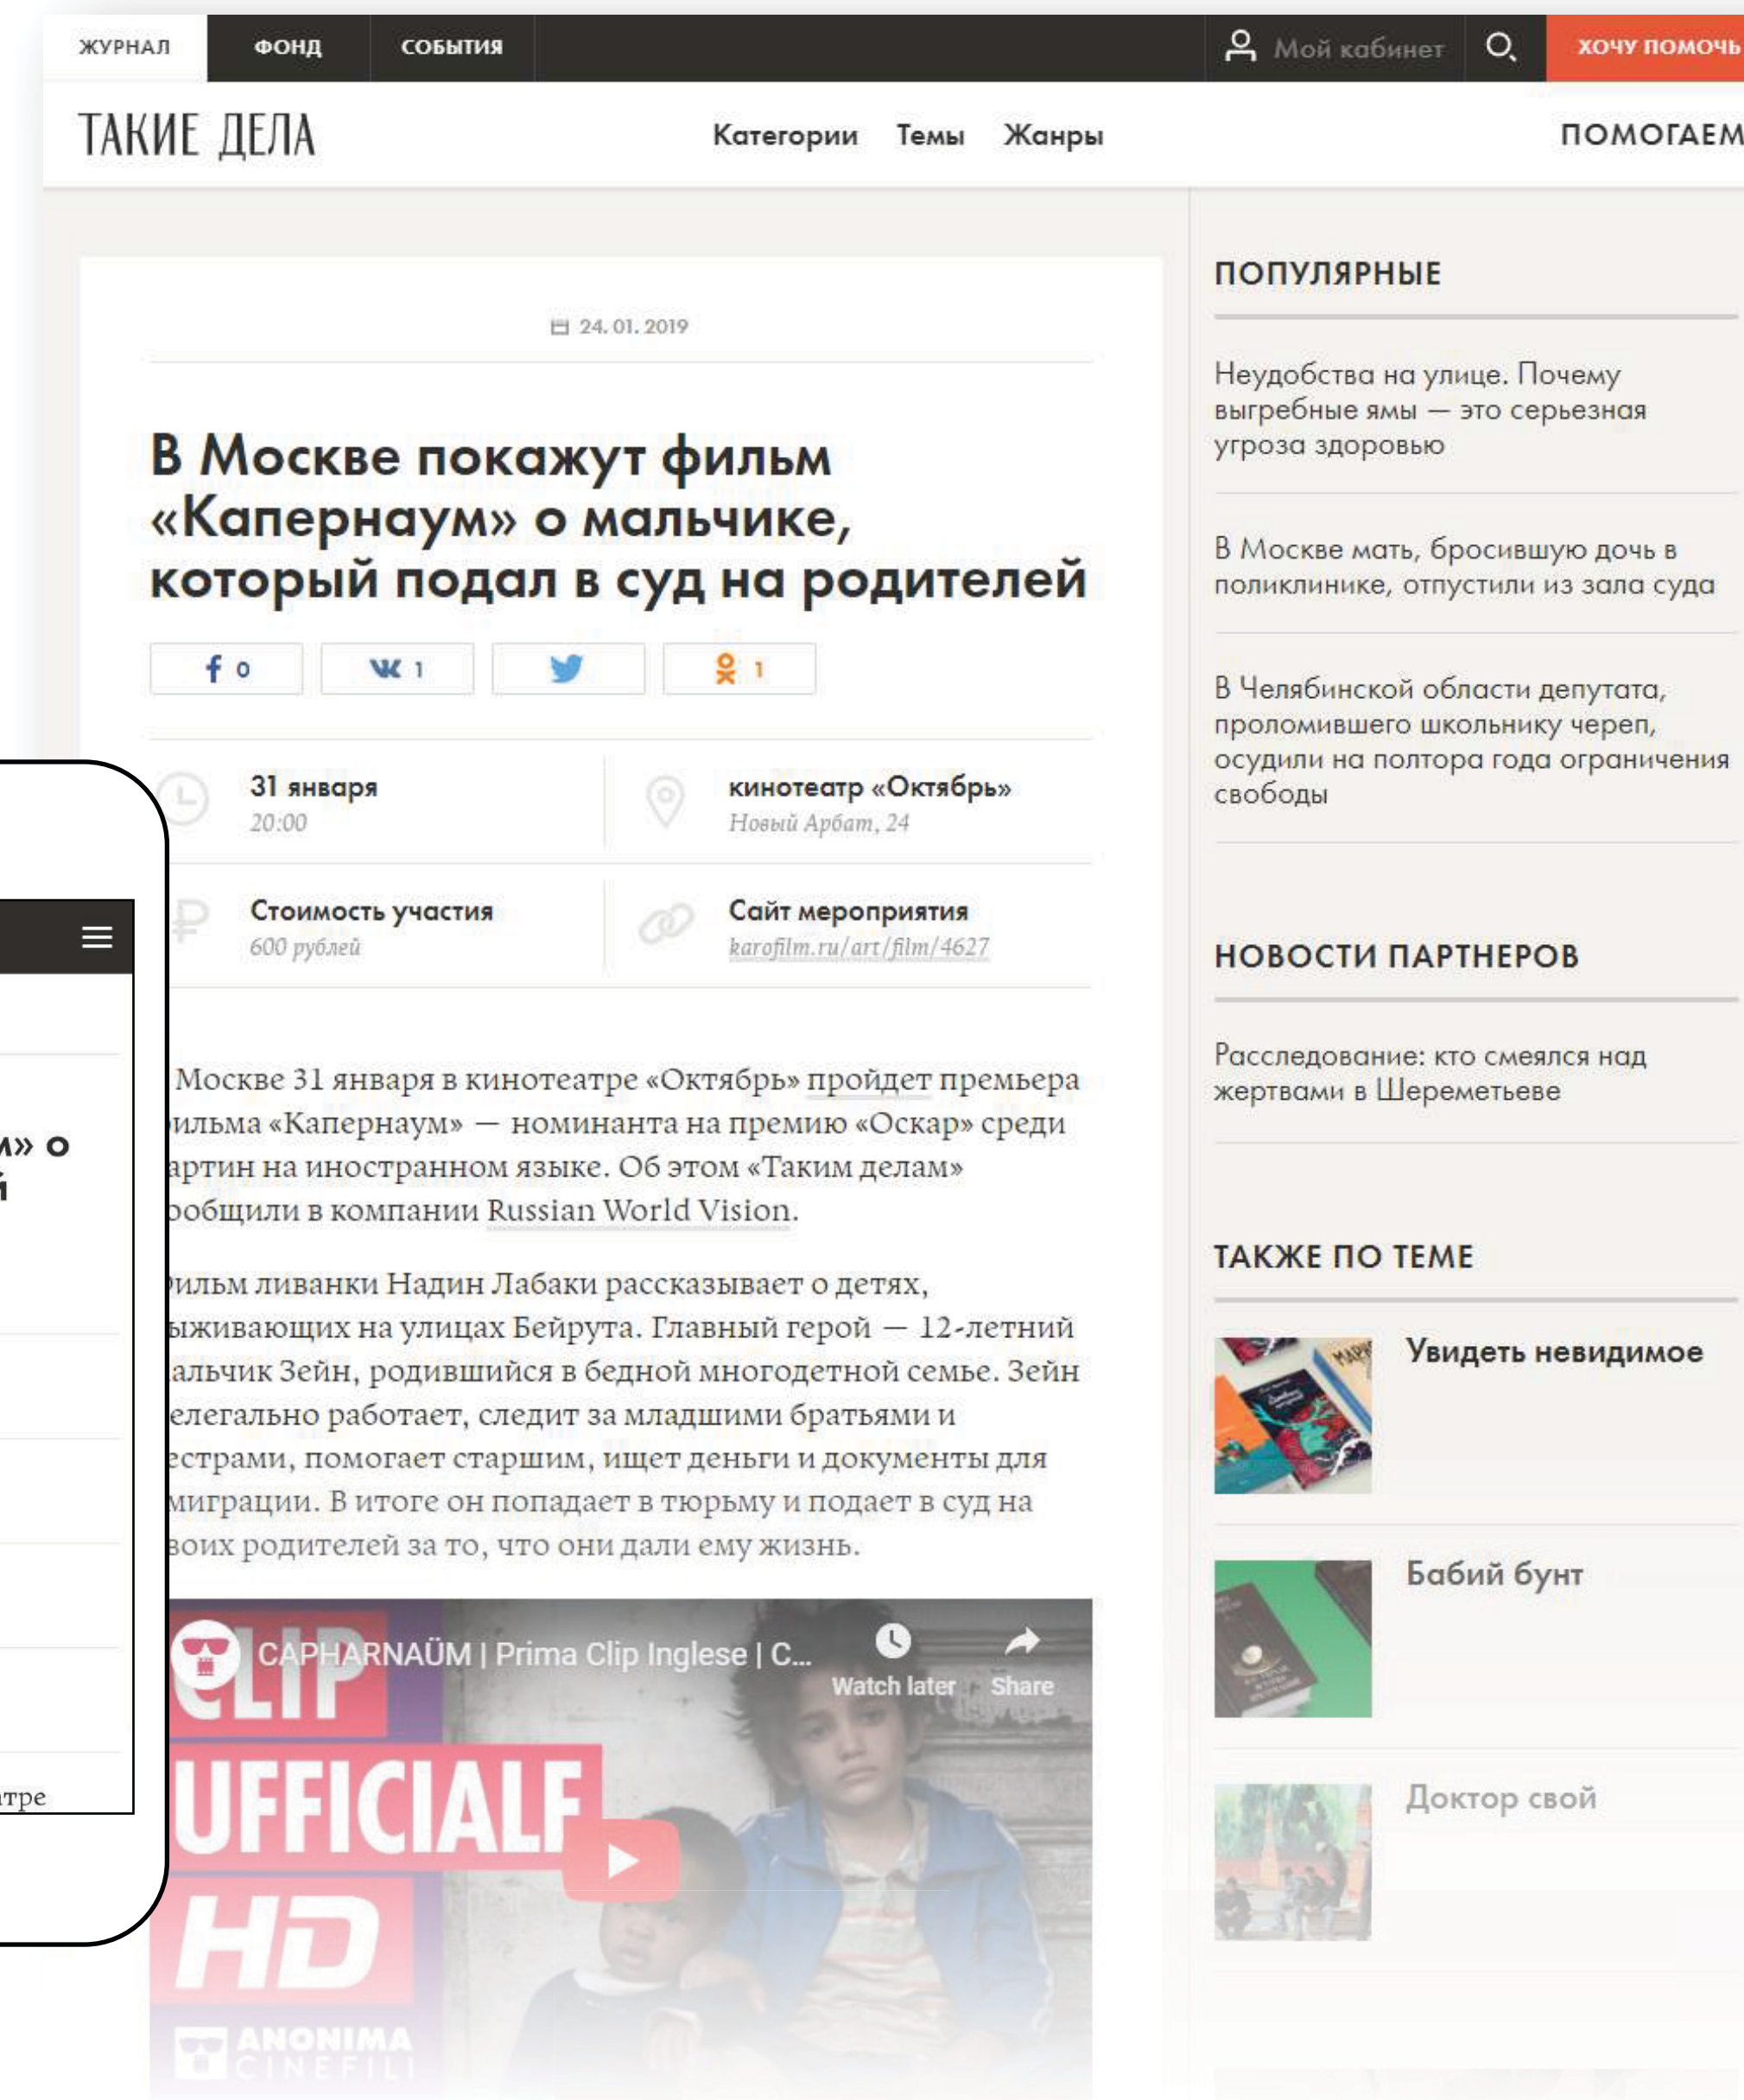 ЖУРНАЛ
ФОНД
СОБЫТИЯ
Мой кабинет
ХОЧУ ПОМОЧЬ
ТАКИЕ ДЕЛА
Категории Темы Жанры
ПОМОГАЕМ
24.01.2019
В Москве покажут фильм
«Капернаум» о мальчике,
который подал в суд на родителей
0
1
1
31 января
20:00
кинотеатр «Октябрь»
Новый Арбат, 24
Стоимость участия
600 рублей
Сайт мероприятия
karofilm.ru/art/film/4627
Москве 31 января в кинотеатре «Октябрь» пройдет премьера
ильма «Капернаум» — номинанта на премию «Оскар» среди
артин на иностранном языке. Об этом «Таким делам»
ообщили в компании Russian World Vision.
ильм ливанки Надин Лабаки рассказывает о детях,
ыживающих на улицах Бейрута. Главный герой — 12-летний
альчик Зейн, родившийся в бедной многодетной семье. Зейн
елегально работает, следит за младшими братьями и
естрами, помогает старшим, ищет деньги и документы для
миграции. В итоге он попадает в тюрьму и подает в суд на
воих родителей за то, что они дали ему жизнь.
CAPHARNAÜM | Prima Clip Inglese | C...
Watch later
Share
CLIP
UFFICIALE
HD
ANONIMA
CINEFILI
м» о
й
тре
ПОПУЛЯРНЫЕ
Неудобства на улице. Почему
выгребные ямы — это серьезная
угроза здоровью
В Москве мать, бросившую дочь в
поликлинике, отпустили из зала суда
В Челябинской области депутата,
проломившего школьнику череп,
осудили на полтора года ограничения
свободы
НОВОСТИ ПАРТНЕРОВ
Расследование: кто смеялся над
жертвами в Шереметьеве
ТАКЖЕ ПО ТЕМЕ
Увидеть невидимое
Бабий бунт
Доктор свой